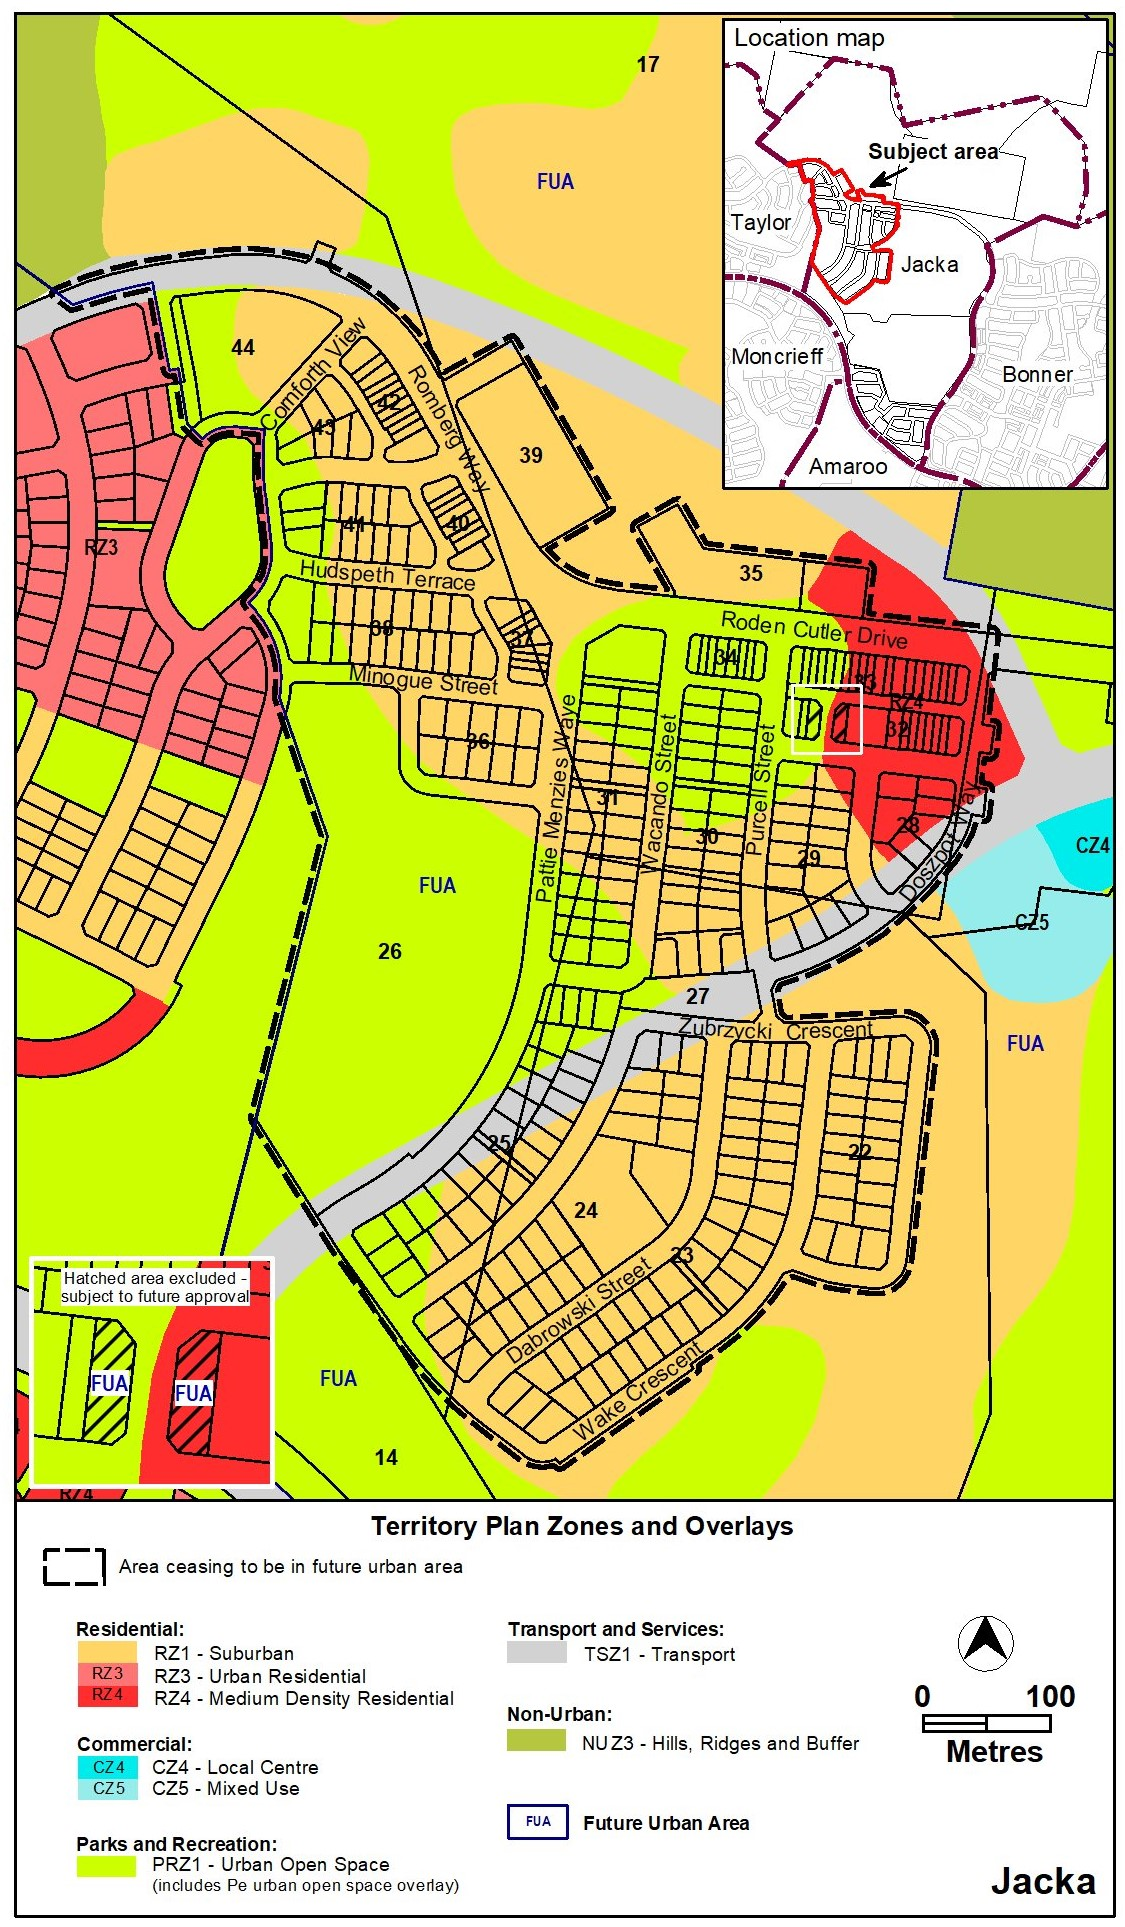 17
FUA
Location map
Subject area
Taylor
Jacka
Moncrieff
Bonner
Amaroo
44
Cornforth View
Romberg Way
42
43
39
40
41
RZ3
Hudspeth Terrace
35
Roden Cutler Drive
38
37
34
33
Minogue Street
RZ4
32
36
Pattie Menzies Waye
Wacando Street
Purcell Street
31
30
29
28
Doszpot Way
CZ4
CZ5
FUA
26
27
Zubrzycki Crescent
FUA
25
22
24
23
Dabrowski Street
Wake Crescent
Hatched area excluded -
subject to future approval
FUA
FUA
FUA
14
RZ4
Territory Plan Zones and Overlays
Area ceasing to be in future urban area
Residential:
RZ1 - Suburban
RZ3 RZ3 - Urban Residential
RZ4 RZ4 - Medium Density Residential
Commercial:
CZ4 CZ4 - Local Centre
CZ5 CZ5 - Mixed Use
Parks and Recreation:
PRZ1 - Urban Open Space
(includes Pe urban open space overlay)
Transport and Services:
TSZ1 - Transport
Non-Urban:
NUZ3 - Hills, Ridges and Buffer
FUA Future Urban Area
0 100
Metres
Jacka